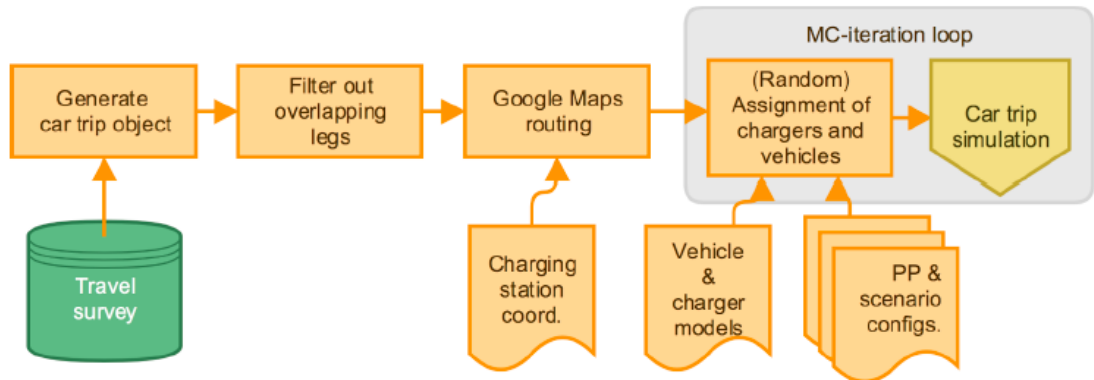 MC-iteration loop
Generate
car trip object
Filter out
overlapping
legs
Google Maps
routing
(Random)
Assignment of
chargers and
vehicles
Car trip
simulation
Travel
survey
Charging
station
coord.
Vehicle
&
charger
models
PP &
scenario
configs.